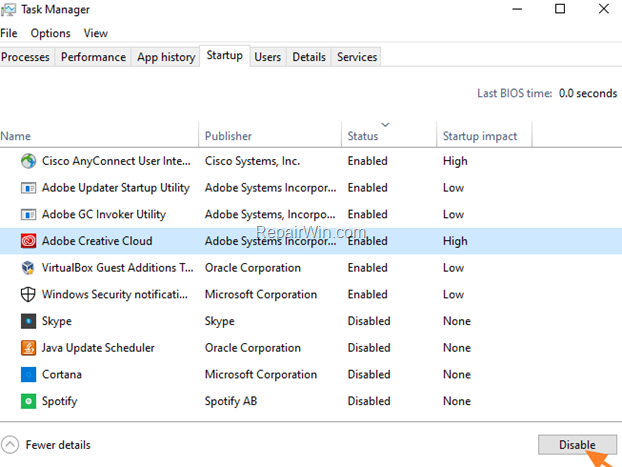 Task Manager
File Options View
Processes Performance App history Startup Users Details Services
Last BIOS time: 0.0 seconds
Name Publisher Status Startup impact
Cisco AnyConnect User Inte... Cisco Systems, Inc. Enabled High
Adobe Updater Startup Utility Adobe Systems Incorpor... Enabled Low
Adobe GC Invoker Utility Adobe Systems, Incorpo... Enabled Low
RepairWin.com
Adobe Creative Cloud Adobe Systems Incorpor... Enabled High
VirtualBox Guest Additions T... Oracle Corporation Enabled Low
Windows Security notificati... Microsoft Corporation Enabled Low
Skype Skype Disabled None
Java Update Scheduler Oracle Corporation Disabled None
Cortana Microsoft Corporation Disabled None
Spotify Spotify AB Disabled None
Fewer details Disable